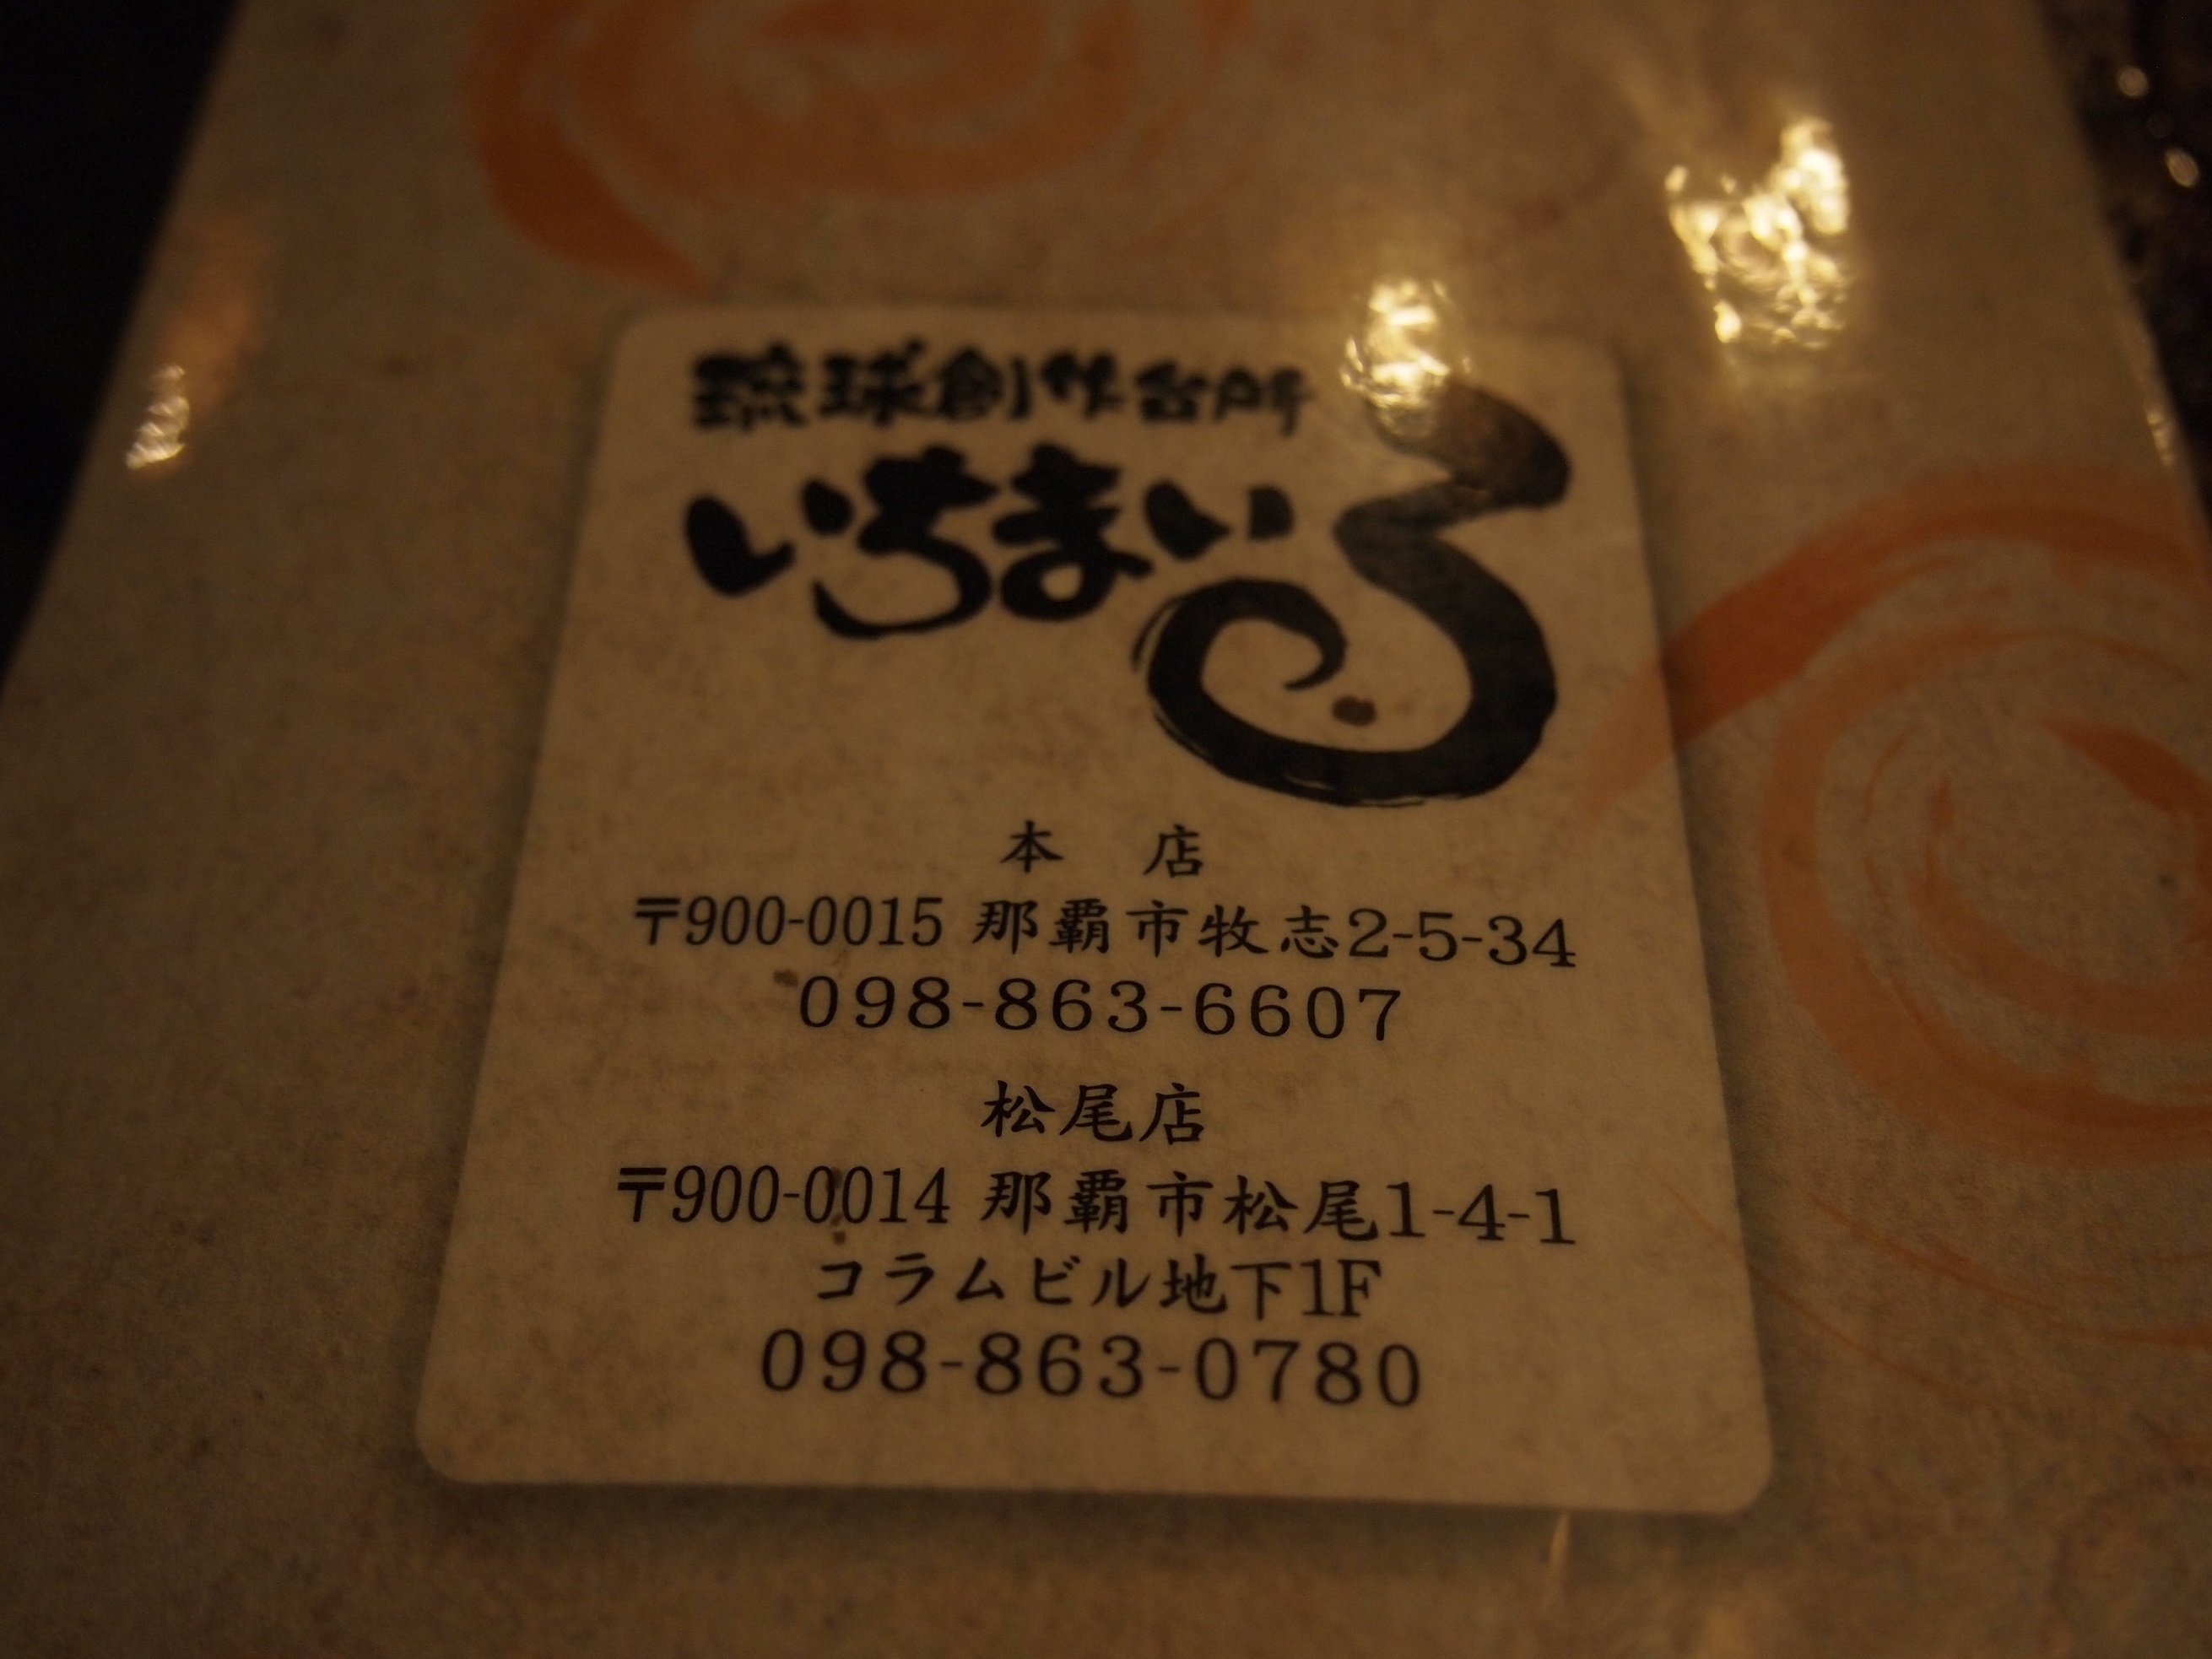 琉球創作台所
いちまいる
本 店
〒900-0015 那覇市牧志2-5-34
098-863-6607
松尾店
〒900-0014 那覇市松尾1-4-1
コラムビル地下1F
098-863-0780